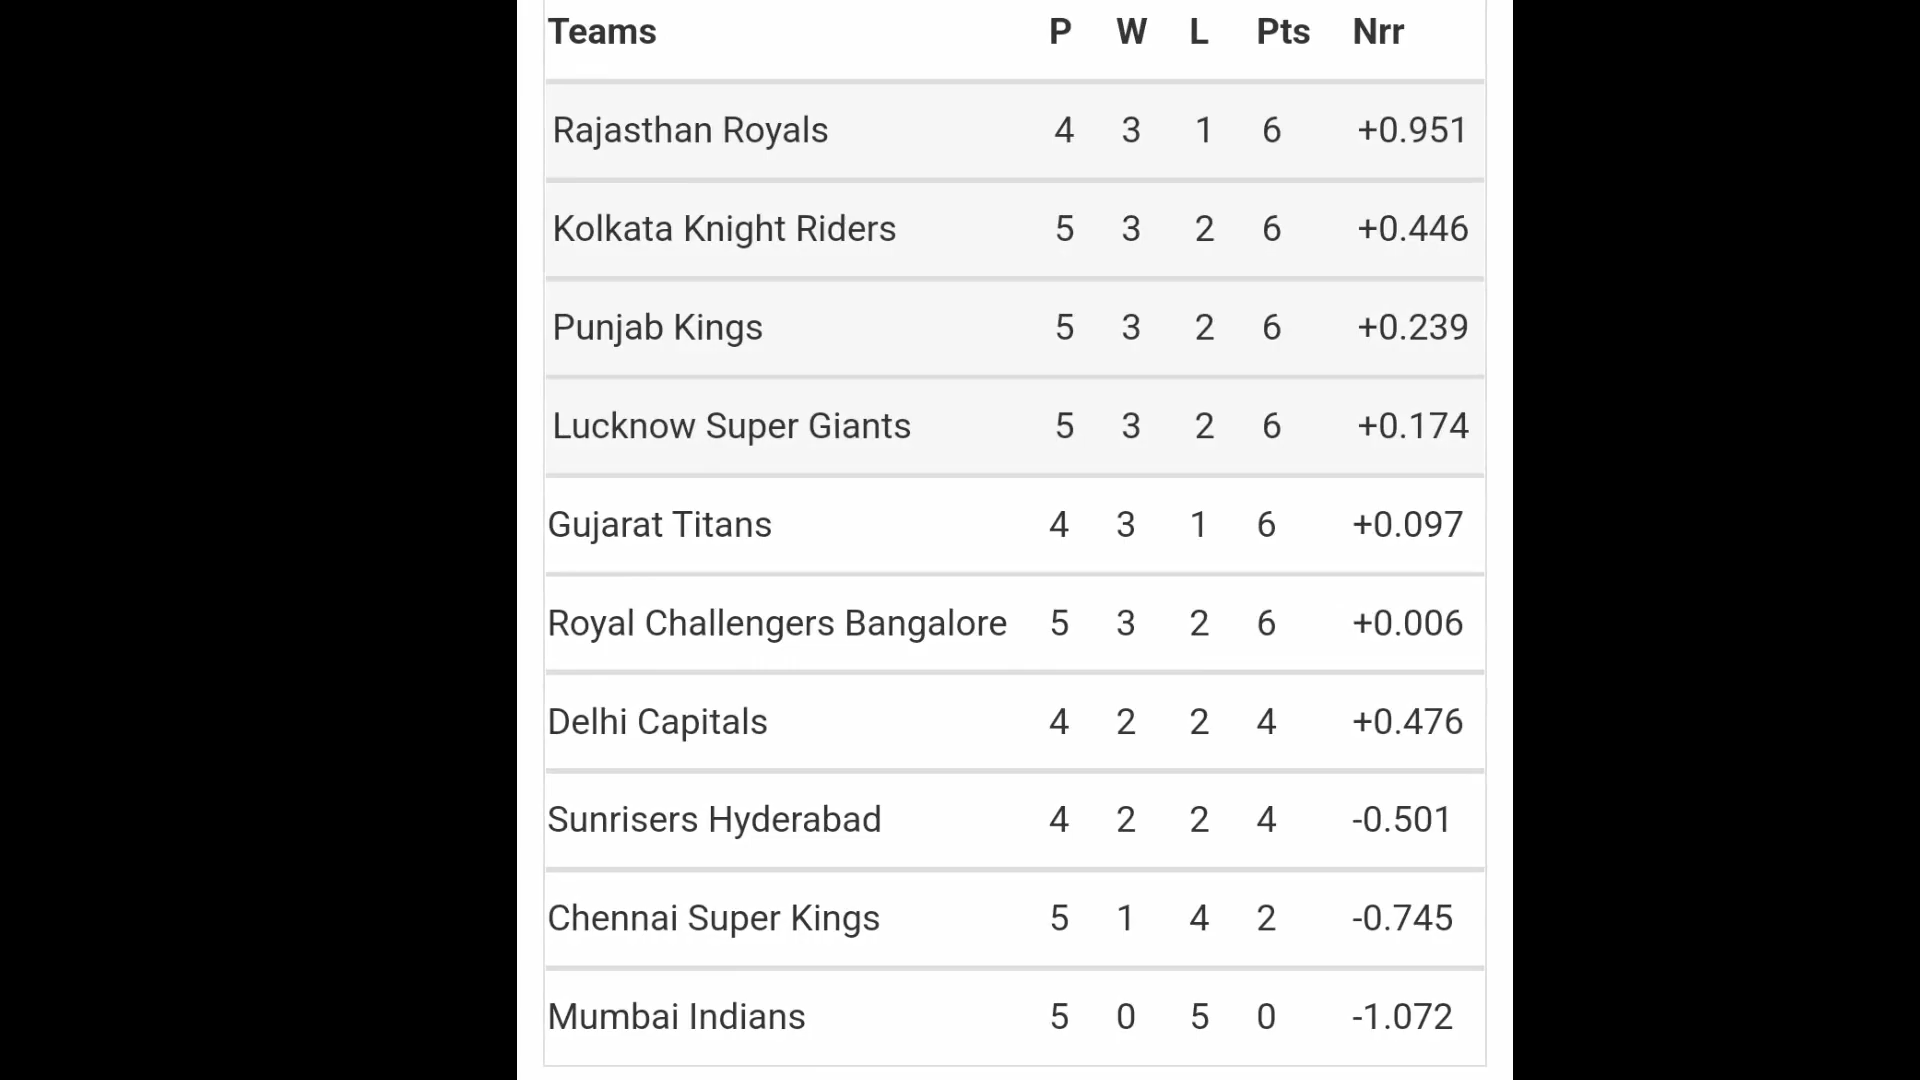 Teams P W L Pts Nrr
Rajasthan Royals 4 3 1 6 +0.951
Kolkata Knight Riders 5 3 2 6 +0.446
Punjab Kings 5 3 2 6 +0.239
Lucknow Super Giants 5 3 2 6 +0.174
Gujarat Titans 4 3 1 6 +0.097
Royal Challengers Bangalore 5 3 2 6 +0.006
Delhi Capitals 4 2 2 4 +0.476
Sunrisers Hyderabad 4 2 2 4 -0.501
Chennai Super Kings 5 1 4 2 -0.745
Mumbai Indians 5 0 5 0 -1.072